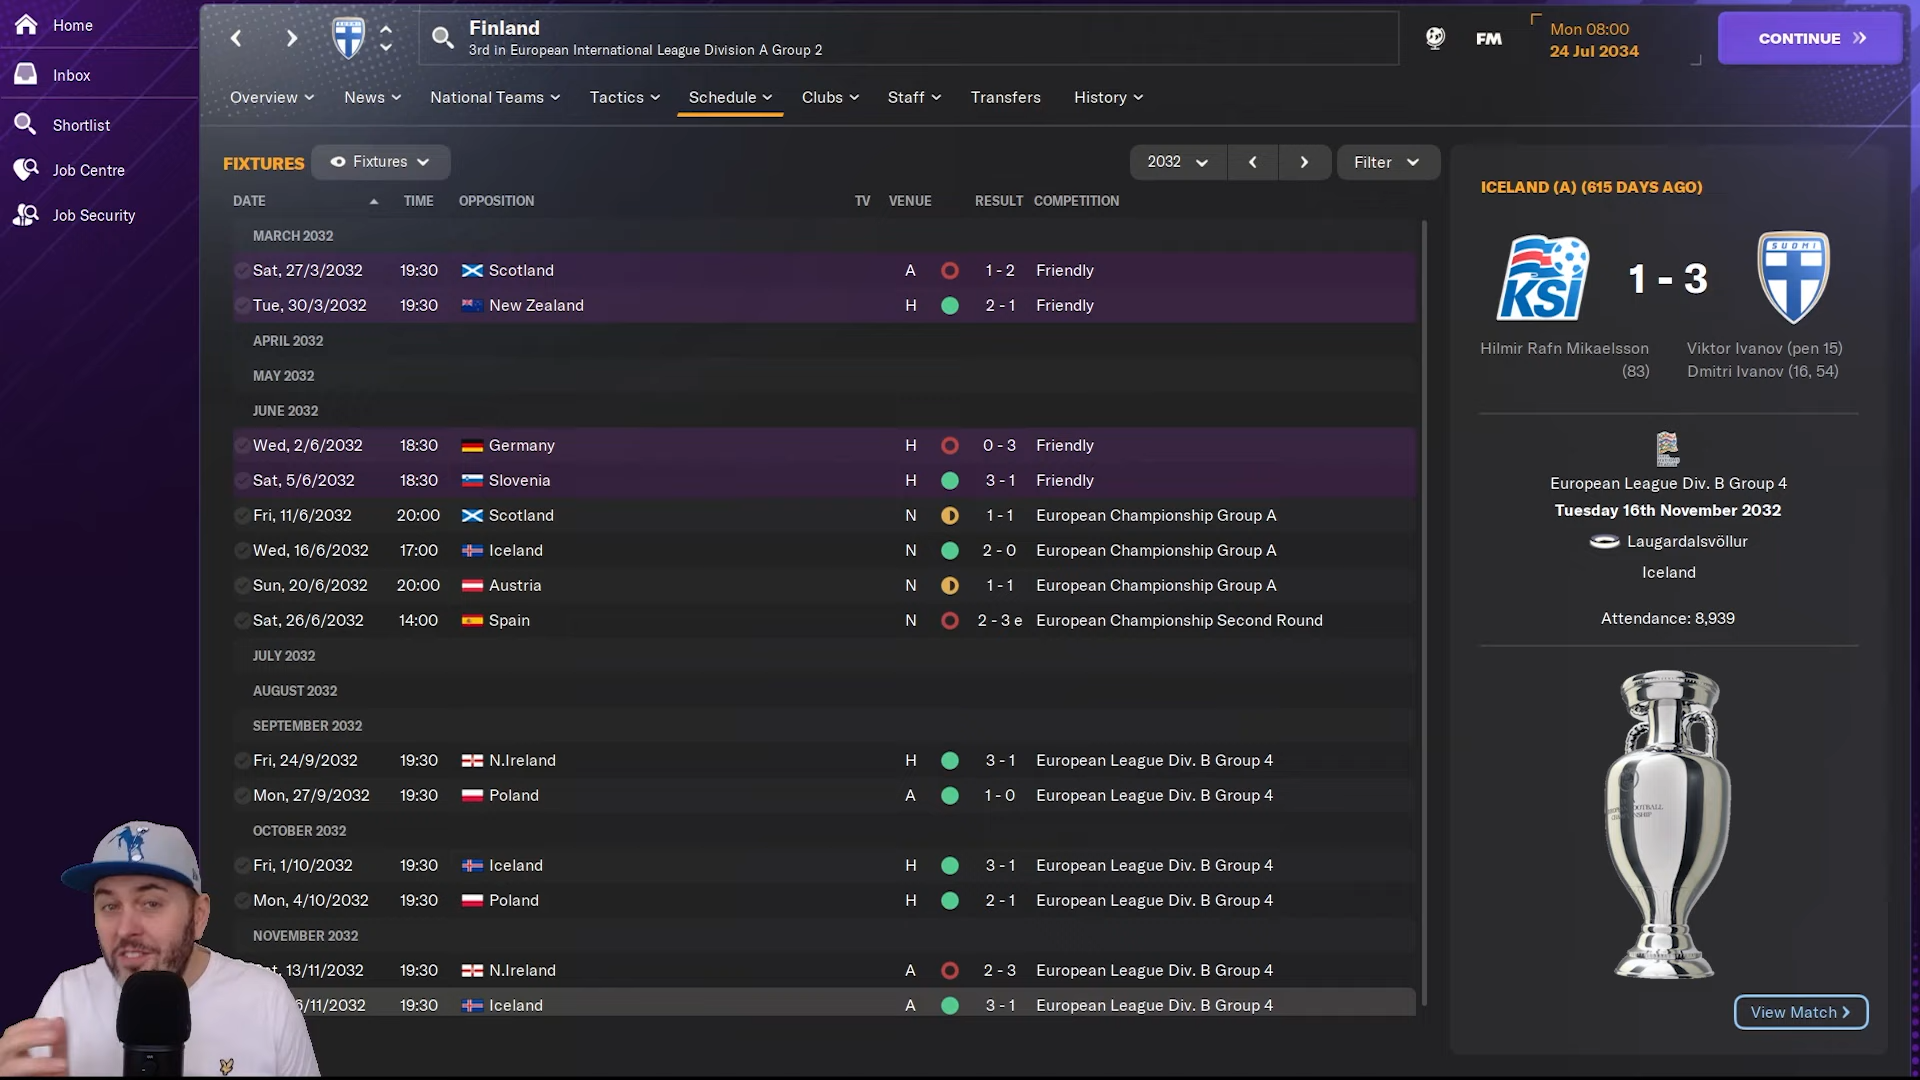 Home
Inbox
Shortlist
Job Centre
Job Security
SUOMI
Finland
3rd in European International League Division A Group 2
FM
Mon 08:00
24 Jul 2034
CONTINUE
Overview
News
National Teams
Tactics
Schedule
Clubs
Staff
Transfers
History
FIXTURES
Fixtures
2032
Filter
DATE TIME OPPOSITION TV VENUE RESULT COMPETITION
MARCH 2032
Sat, 27/3/2032 19:30 Scotland A 1 - 2 Friendly
Tue, 30/3/2032 19:30 New Zealand H 2 - 1 Friendly
APRIL 2032
MAY 2032
JUNE 2032
Wed, 2/6/2032 18:30 Germany H 0 - 3 Friendly
Sat, 5/6/2032 18:30 Slovenia H 3 - 1 Friendly
Fri, 11/6/2032 20:00 Scotland N 1 - 1 European Championship Group A
Wed, 16/6/2032 17:00 Iceland N 2 - 0 European Championship Group A
Sun, 20/6/2032 20:00 Austria N 1 - 1 European Championship Group A
Sat, 26/6/2032 14:00 Spain N 2 - 3 e European Championship Second Round
JULY 2032
AUGUST 2032
SEPTEMBER 2032
Fri, 24/9/2032 19:30 N.Ireland H 3 - 1 European League Div. B Group 4
Mon, 27/9/2032 19:30 Poland A 1 - 0 European League Div. B Group 4
OCTOBER 2032
Fri, 1/10/2032 19:30 Iceland H 3 - 1 European League Div. B Group 4
Mon, 4/10/2032 19:30 Poland H 2 - 1 European League Div. B Group 4
NOVEMBER 2032
t, 13/11/2032 19:30 N.Ireland A 2 - 3 European League Div. B Group 4
6/11/2032 19:30 Iceland A 3 - 1 European League Div. B Group 4
ICELAND (A) (615 DAYS AGO)
KSI
1 - 3
SUOMI
Hilmir Rafn Mikaelsson
(83)
Viktor Ivanov (pen 15)
Dmitri Ivanov (16, 54)
European League Div. B Group 4
Tuesday 16th November 2032
Laugardalsvöllur
Iceland
Attendance: 8,939
View Match